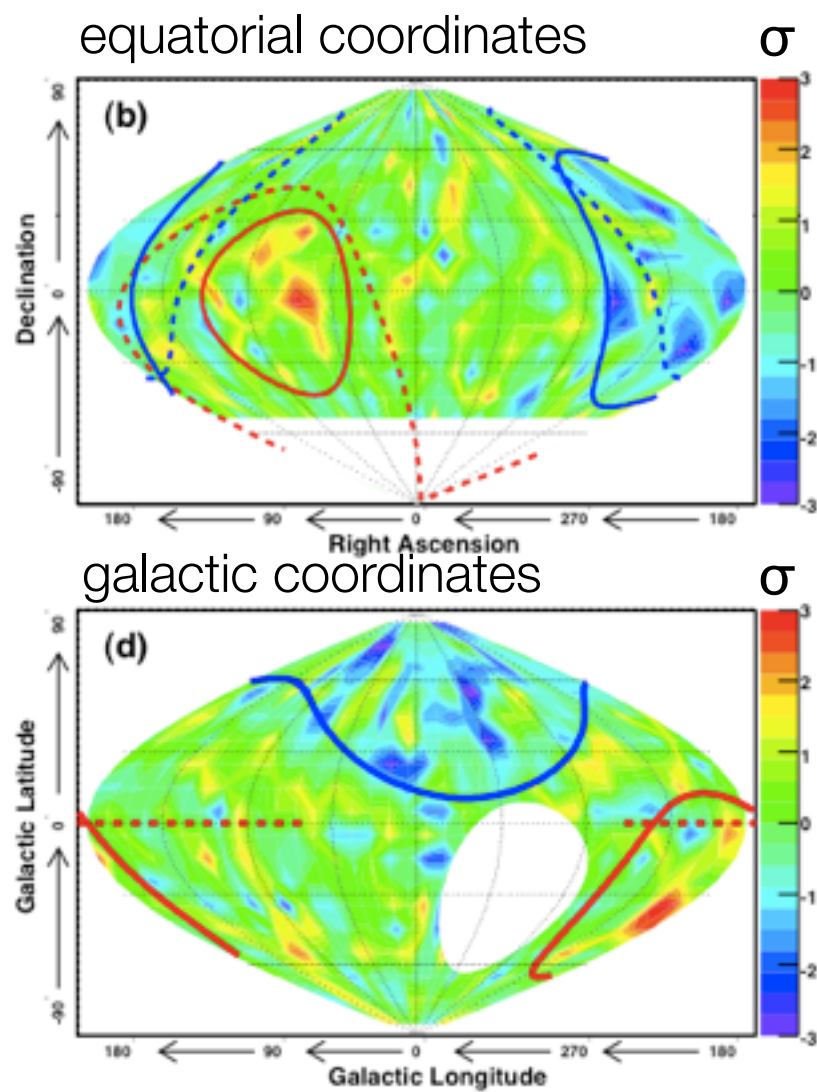 equatorial coordinates σ
(b)
90
0
-90
Declination
3
2
1
0
-1
-2
-3
180 90 0 270 180
Right Ascension
galactic coordinates σ
(d)
90
0
-90
Galactic Latitude
3
2
1
0
-1
-2
-3
180 90 0 270 180
Galactic Longitude